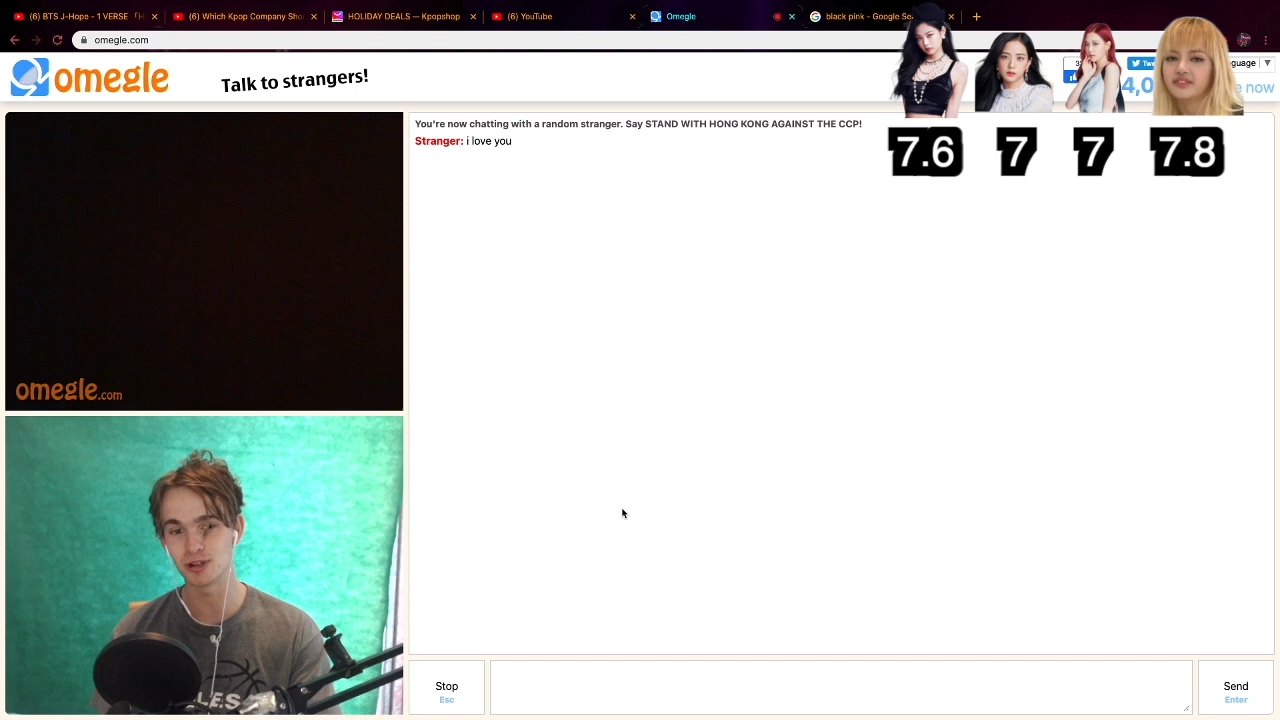 (6) BTS J-Hope - 1 VERSE 「H
(6) Which Kpop Company Sho
HOLIDAY DEALS — Kpopshop
(6) YouTube
Omegle
black pink - Google Se
omegle.com
omegle
Talk to strangers!
You're now chatting with a random stranger. Say STAND WITH HONG KONG AGAINST THE CCP!
Stranger: i love you
7.6 7 7 7.8
omegle.com
Stop
Esc
Send
Enter